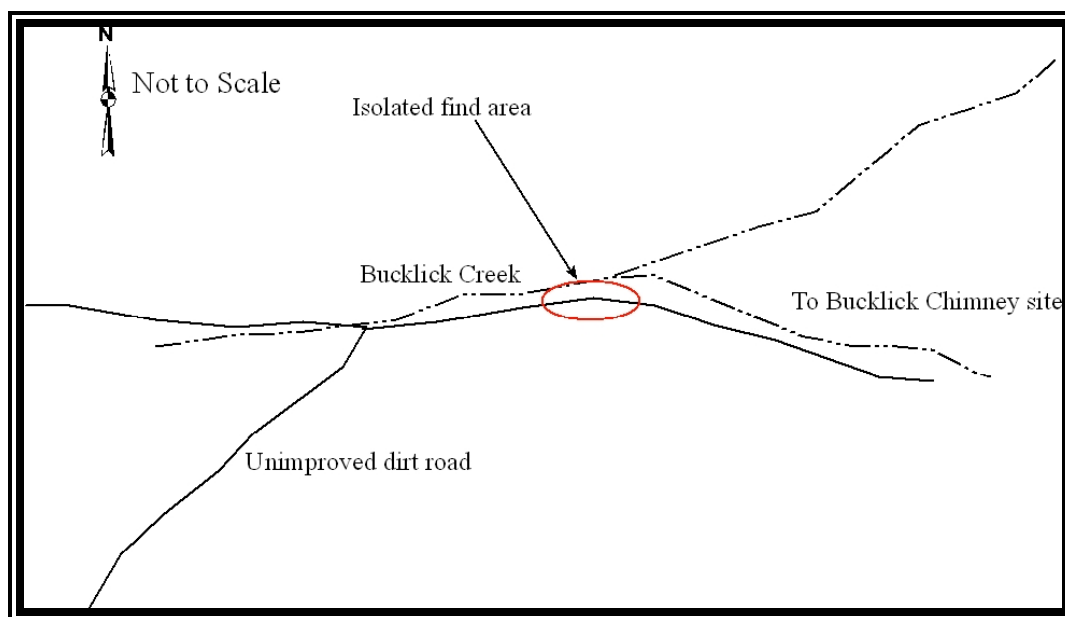 N
Not to Scale
Isolated find area
Bucklick Creek
To Bucklick Chimney site
Unimproved dirt road